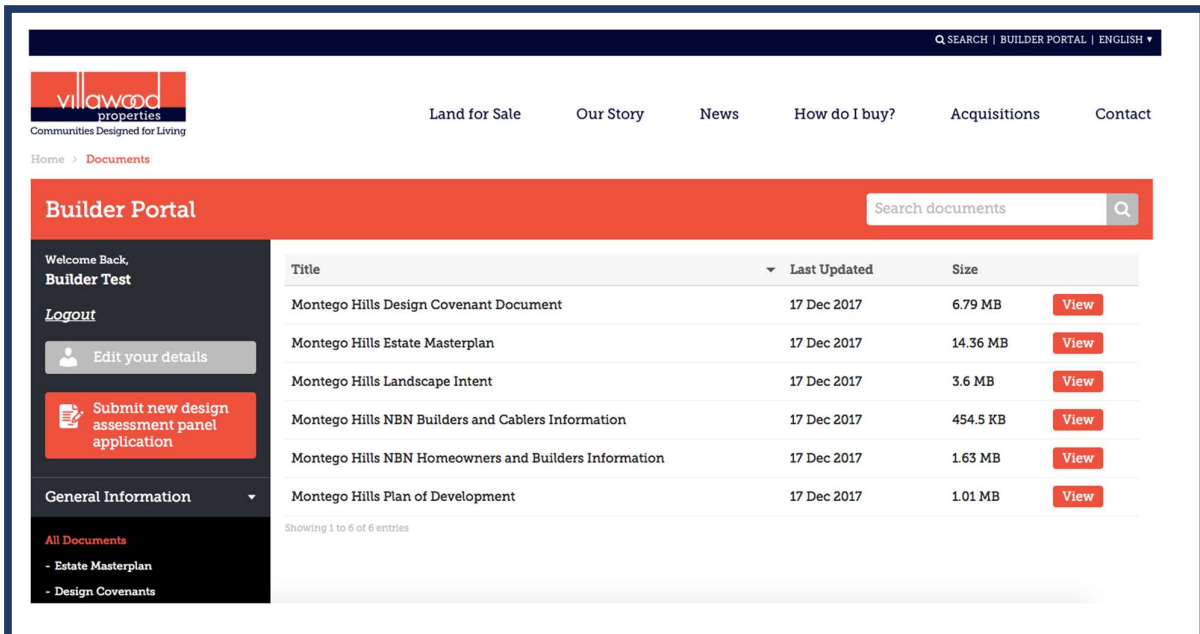 SEARCH | BUILDER PORTAL | ENGLISH ▾
villawood
properties
Communities Designed for Living
Land for Sale Our Story News How do I buy? Acquisitions Contact
Home > Documents
Builder Portal
Search documents
Welcome Back,
Builder Test
Logout
Edit your details
Submit new design
assessment panel
application
General Information
All Documents
- Estate Masterplan
- Design Covenants
Title Last Updated Size
Montego Hills Design Covenant Document 17 Dec 2017 6.79 MB View
Montego Hills Estate Masterplan 17 Dec 2017 14.36 MB View
Montego Hills Landscape Intent 17 Dec 2017 3.6 MB View
Montego Hills NBN Builders and Cablers Information 17 Dec 2017 454.5 KB View
Montego Hills NBN Homeowners and Builders Information 17 Dec 2017 1.63 MB View
Montego Hills Plan of Development 17 Dec 2017 1.01 MB View
Showing 1 to 6 of 6 entries